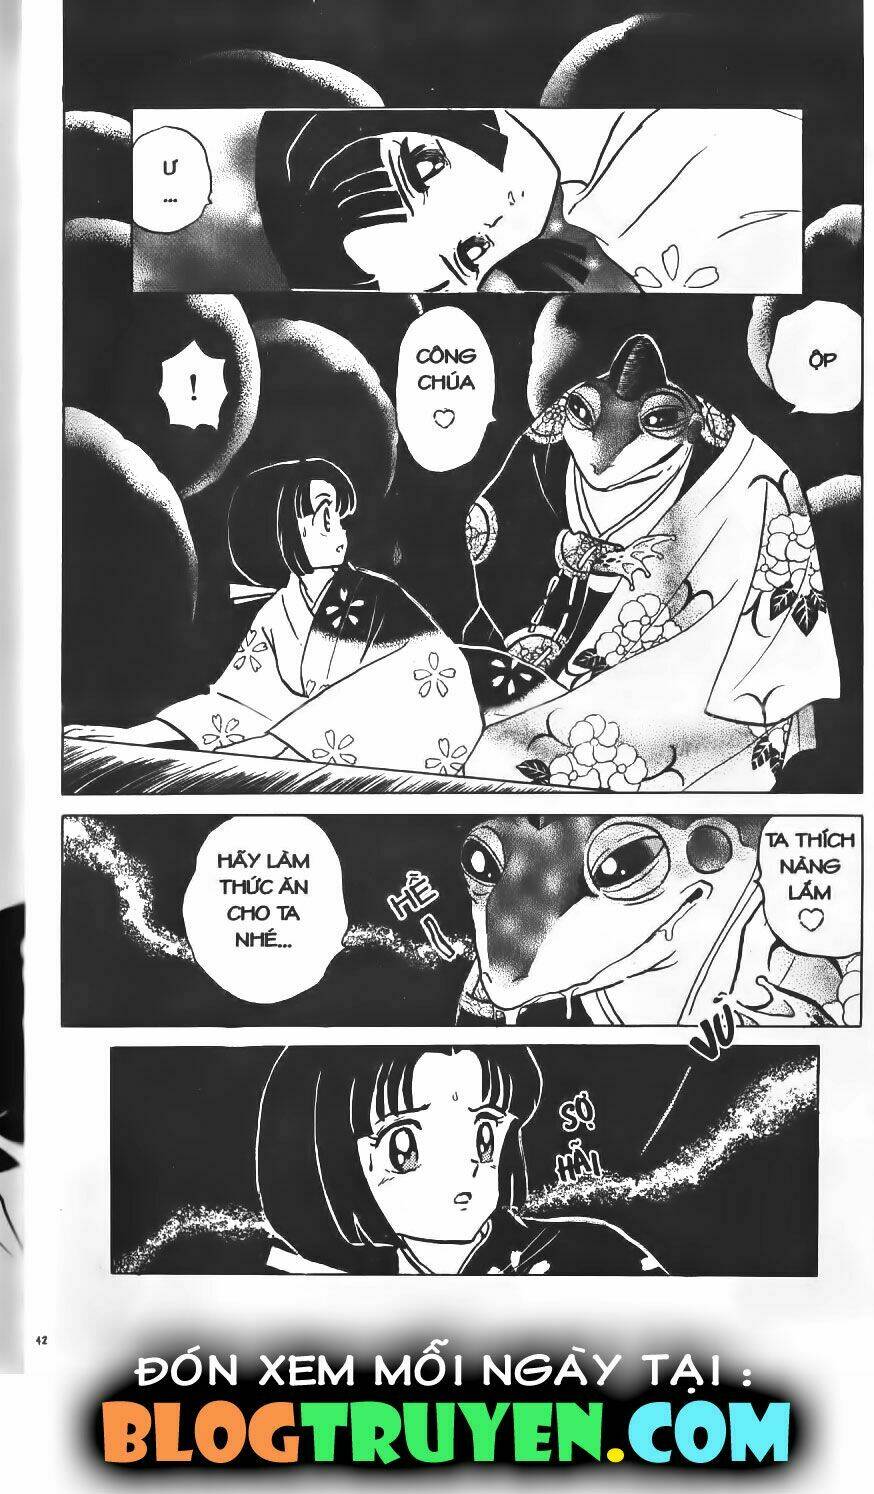 Ư
...
ỘP
CÔNG
CHÚA
♡
!
TA THÍCH
NÀNG
LẮM
♡
HỀ
HÃY LÀM
THỨC ĂN
CHO TA
NHÉ...
VÙ
SỢ
HÃI
42
ĐÓN XEM MỖI NGÀY TẠI :
BLOGTRUYEN.COM